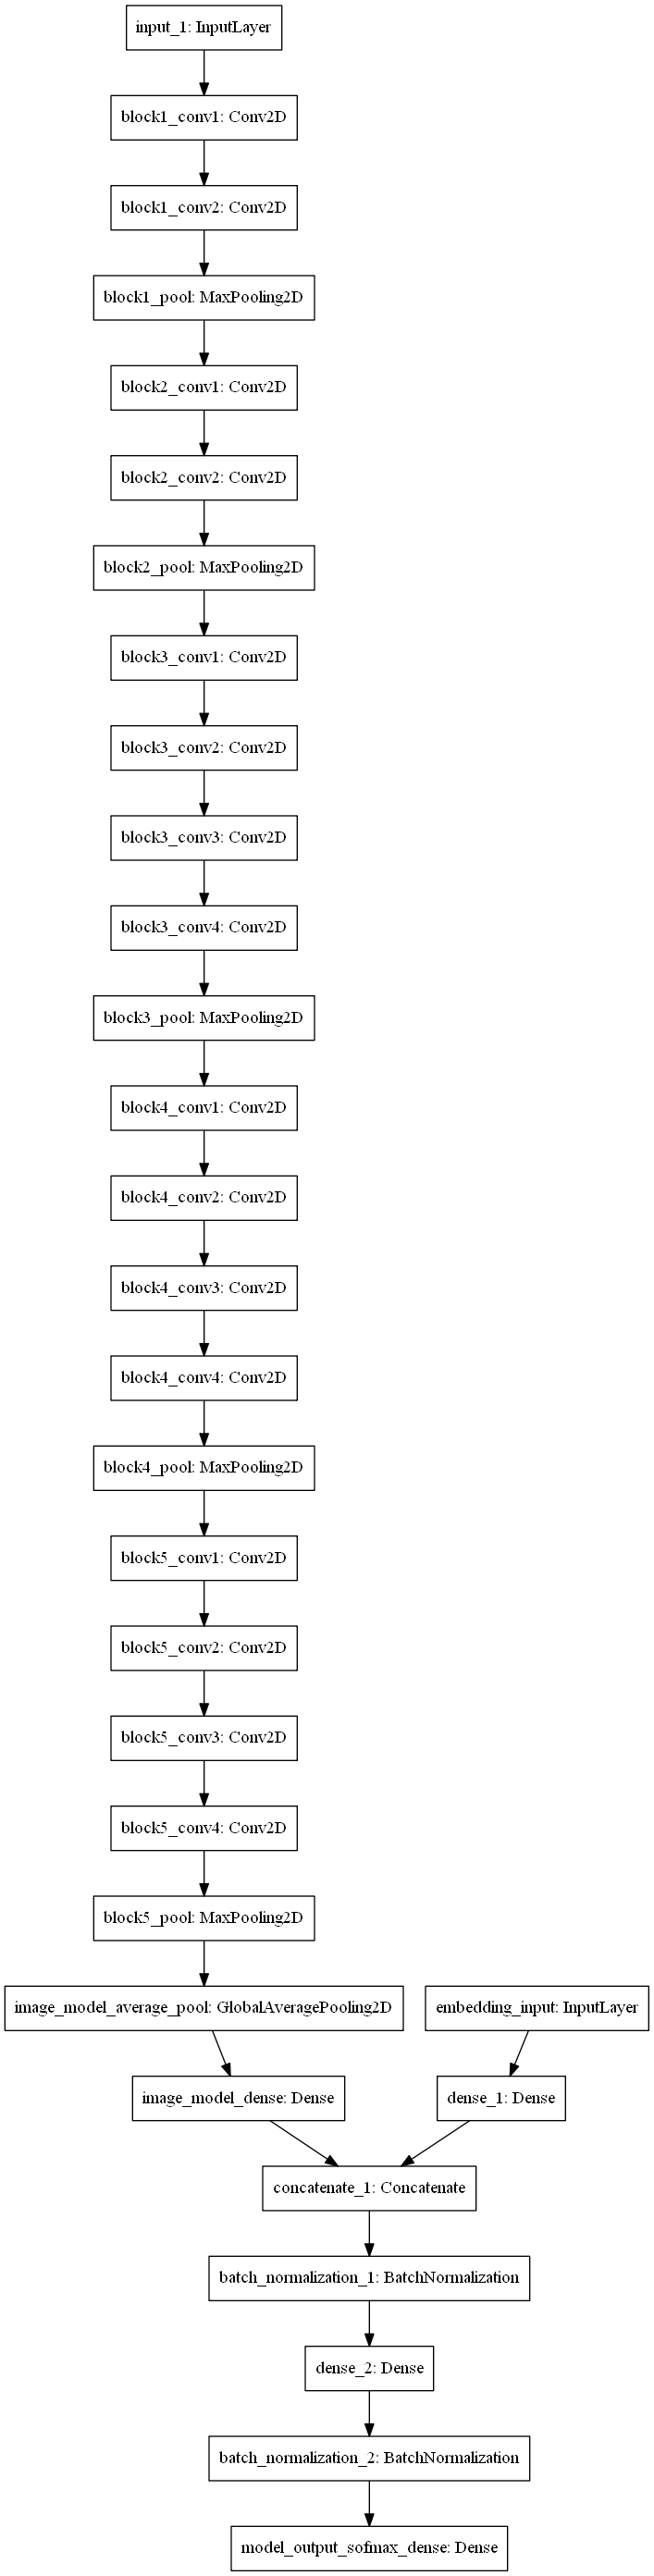 input_1: InputLayer
block1_conv1: Conv2D
block1_conv2: Conv2D
block1_pool: MaxPooling2D
block2_conv1: Conv2D
block2_conv2: Conv2D
block2_pool: MaxPooling2D
block3_conv1: Conv2D
block3_conv2: Conv2D
block3_conv3: Conv2D
block3_conv4: Conv2D
block3_pool: MaxPooling2D
block4_conv1: Conv2D
block4_conv2: Conv2D
block4_conv3: Conv2D
block4_conv4: Conv2D
block4_pool: MaxPooling2D
block5_conv1: Conv2D
block5_conv2: Conv2D
block5_conv3: Conv2D
block5_conv4: Conv2D
block5_pool: MaxPooling2D
image_model_average_pool: GlobalAveragePooling2D
embedding_input: InputLayer
image_model_dense: Dense
dense_1: Dense
concatenate_1: Concatenate
batch_normalization_1: BatchNormalization
dense_2: Dense
batch_normalization_2: BatchNormalization
model_output_sofmax_dense: Dense